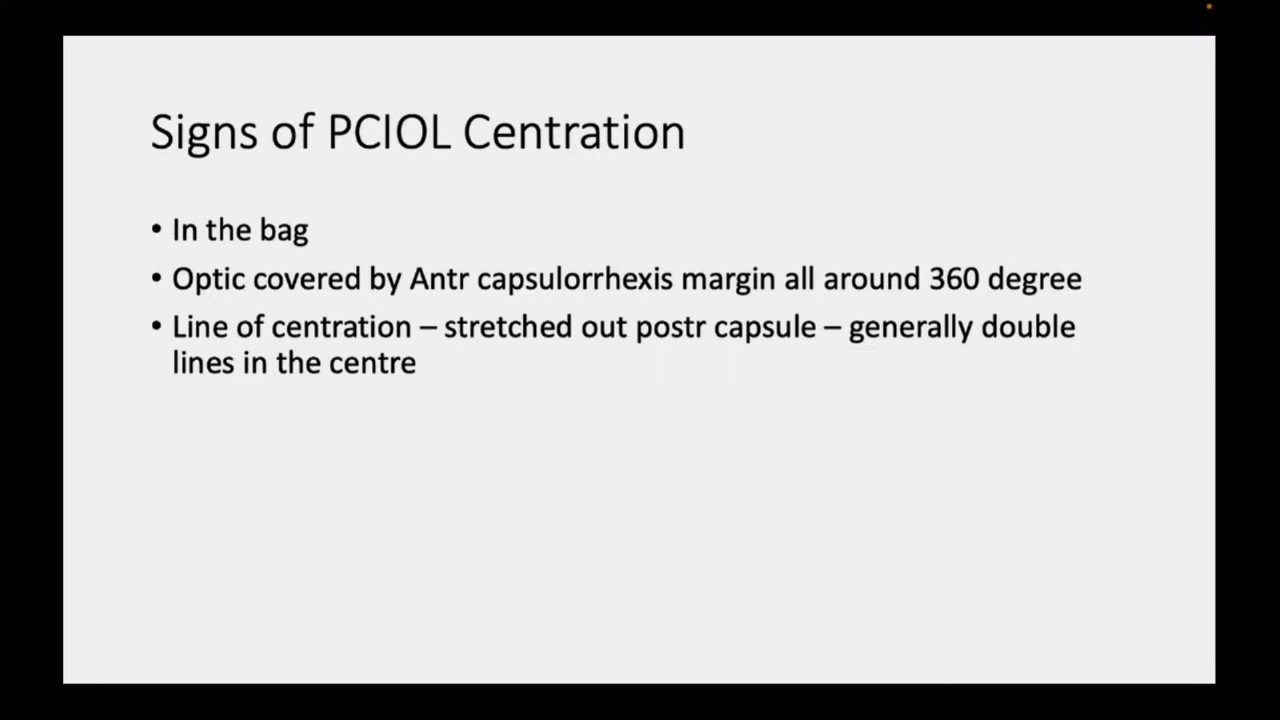 Signs of PCIOL Centration
• In the bag
• Optic covered by Antr capsulorrhexis margin all around 360 degree
• Line of centration – stretched out postr capsule – generally double
lines in the centre